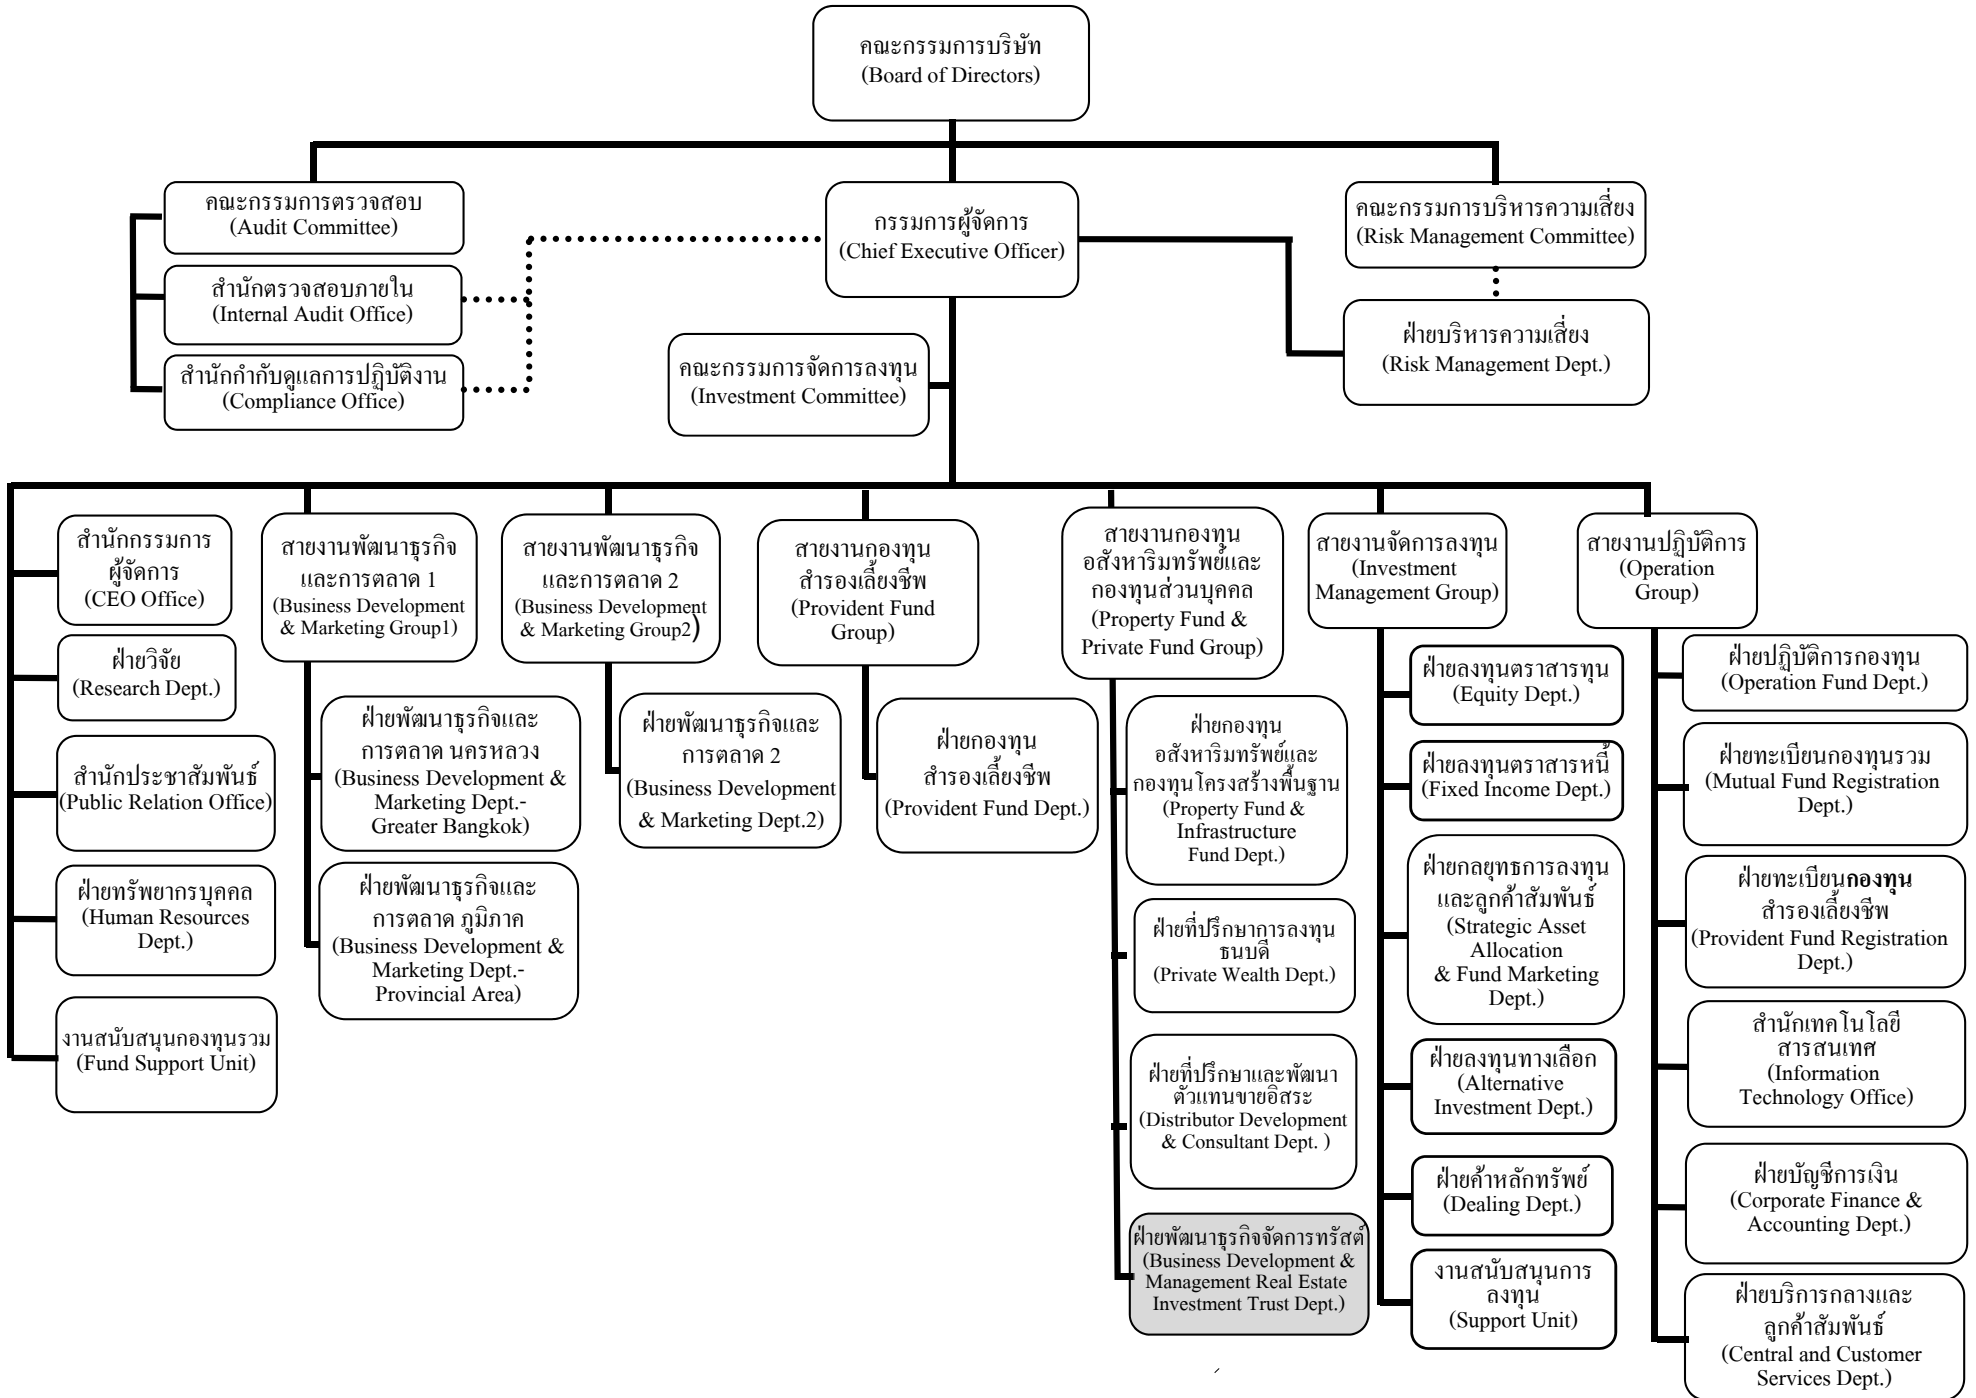 คณะกรรมการบริษัท
(Board of Directors)
คณะกรรมการตรวจสอบ
(Audit Committee)
กรรมการผู้จัดการ
(Chief Executive Officer)
คณะกรรมการบริหารความเสี่ยง
(Risk Management Committee)
สำนักตรวจสอบภายใน
(Internal Audit Office)
ฝ่ายบริหารความเสี่ยง
(Risk Management Dept.)
สำนักกำกับดูแลการปฏิบัติงาน
(Compliance Office)
คณะกรรมการจัดการลงทุน
(Investment Committee)
สำนักกรรมการ
ผู้จัดการ
(CEO Office)
ฝ่ายวิจัย
(Research Dept.)
สำนักประชาสัมพันธ์
(Public Relation Office)
ฝ่ายทรัพยากรบุคคล
(Human Resources
Dept.)
งานสนับสนุนกองทุนรวม
(Fund Support Unit)
สายงานพัฒนาธุรกิจ
และการตลาด 1
(Business Development
& Marketing Group1)
ฝ่ายพัฒนาธุรกิจและ
การตลาด นครหลวง
(Business Development &
Marketing Dept.-
Greater Bangkok)
ฝ่ายพัฒนาธุรกิจและ
การตลาด ภูมิภาค
(Business Development &
Marketing Dept.-
Provincial Area)
สายงานพัฒนาธุรกิจ
และการตลาด 2
(Business Development
& Marketing Group2)
ฝ่ายพัฒนาธุรกิจและ
การตลาด 2
(Business Development
& Marketing Dept.2)
สายงานกองทุน
สำรองเลี้ยงชีพ
(Provident Fund
Group)
ฝ่ายกองทุน
สำรองเลี้ยงชีพ
(Provident Fund Dept.)
สายงานกองทุน
อสังหาริมทรัพย์และ
กองทุนส่วนบุคคล
(Property Fund &
Private Fund Group)
ฝ่ายกองทุน
อสังหาริมทรัพย์และ
กองทุนโครงสร้างพื้นฐาน
(Property Fund &
Infrastructure
Fund Dept.)
ฝ่ายที่ปรึกษาการลงทุน
ธนบดี
(Private Wealth Dept.)
ฝ่ายที่ปรึกษาและพัฒนา
ตัวแทนขายอิสระ
(Distributor Development
& Consultant Dept. )
ฝ่ายพัฒนาธุรกิจจัดการทรัสต์
(Business Development &
Management Real Estate
Investment Trust Dept.)
สายงานจัดการลงทุน
(Investment
Management Group)
ฝ่ายลงทุนตราสารทุน
(Equity Dept.)
ฝ่ายลงทุนตราสารหนี้
(Fixed Income Dept.)
ฝ่ายกลยุทธการลงทุน
และลูกค้าสัมพันธ์
(Strategic Asset
Allocation
& Fund Marketing
Dept.)
ฝ่ายลงทุนทางเลือก
(Alternative
Investment Dept.)
ฝ่ายค้าหลักทรัพย์
(Dealing Dept.)
งานสนับสนุนการ
ลงทุน
(Support Unit)
สายงานปฏิบัติการ
(Operation
Group)
ฝ่ายปฏิบัติการกองทุน
(Operation Fund Dept.)
ฝ่ายทะเบียนกองทุนรวม
(Mutual Fund Registration
Dept.)
ฝ่ายทะเบียนกองทุน
สำรองเลี้ยงชีพ
(Provident Fund Registration
Dept.)
สำนักเทคโนโลยี
สารสนเทศ
(Information
Technology Office)
ฝ่ายบัญชีการเงิน
(Corporate Finance &
Accounting Dept.)
ฝ่ายบริการกลางและ
ลูกค้าสัมพันธ์
(Central and Customer
Services Dept.)